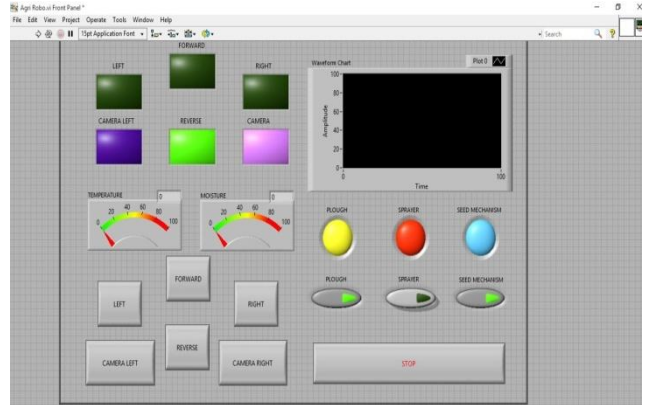 Agri Robo.vi Front Panel *
File Edit View Project Operate Tools Window Help
15pt Application Font
Search
FORWARD
LEFT
RIGHT
CAMERA LEFT
REVERSE
CAMERA
Waveform Chart
Plot 0
100
80
60
40
20
0
Amplitude
0
100
Time
TEMPERATURE
0
0 20 40 60 80 100
MOISTURE
0
0 20 40 60 80 100
PLOUGH
SPRAYER
SEED MECHANISM
PLOUGH
SPRAYER
SEED MECHANISM
FORWARD
LEFT
RIGHT
REVERSE
CAMERA LEFT
CAMERA RIGHT
STOP